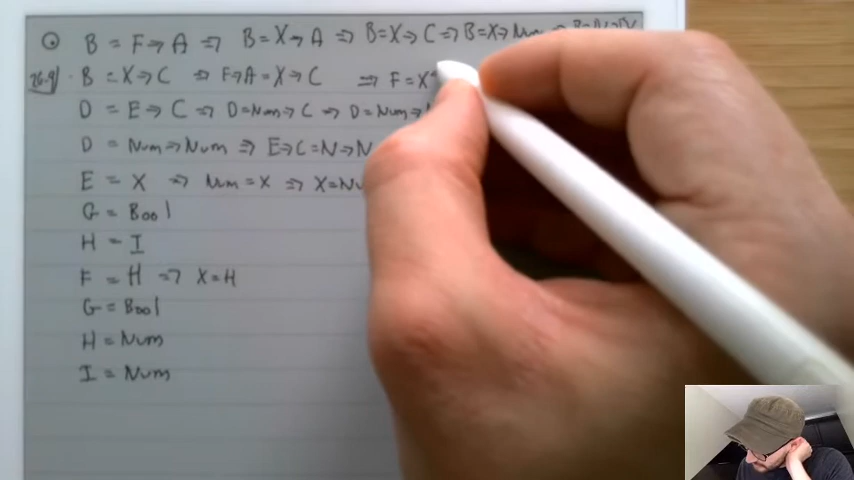 B = F → A ⇒ B = X → A ⇒ B = X → C ⇒ B = X → Num ⇒
B = X → C ⇒ F → A = X → C ⇒ F = X
D = E → C ⇒ D = Num → C ⇒ D = Num →
D = Num → Num ⇒ E → C = N → N
E = X ⇒ Num = X ⇒ X = Nu
G = Bool
H = I
F = H ⇒ X = H
G = Bool
H = Num
I = Num